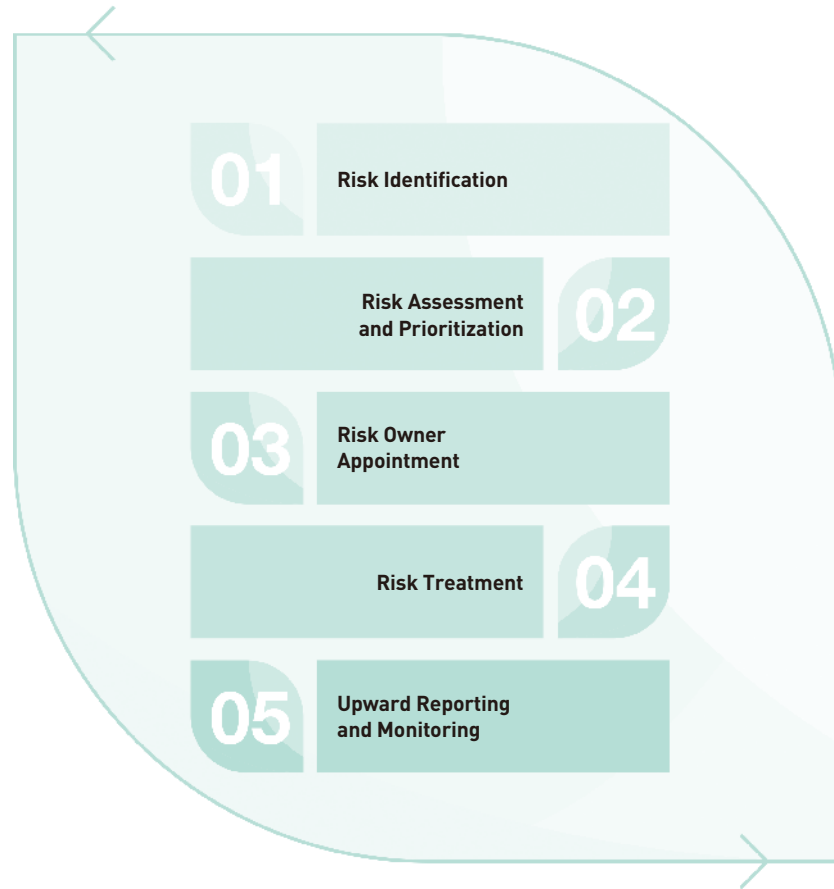 01
Risk Identification
Risk Assessment
and Prioritization
02
03
Risk Owner
Appointment
Risk Treatment
04
05
Upward Reporting
and Monitoring